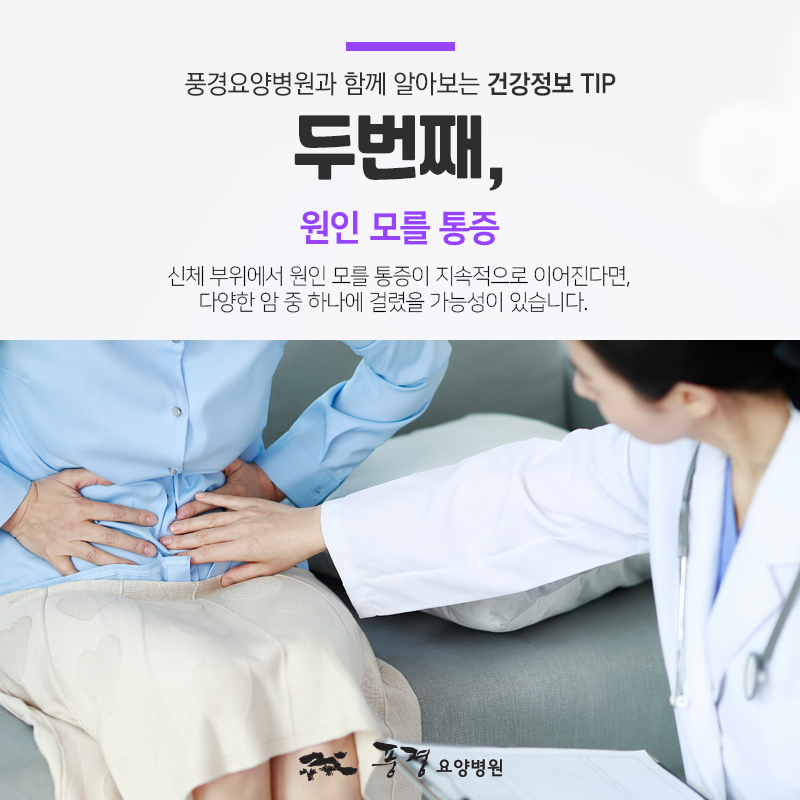 풍경요양병원과 함께 알아보는 건강정보 TIP
두번째,
원인 모를 통증
신체 부위에서 원인 모를 통증이 지속적으로 이어진다면,
다양한 암 중 하나에 걸렸을 가능성이 있습니다.
풍경 요양병원